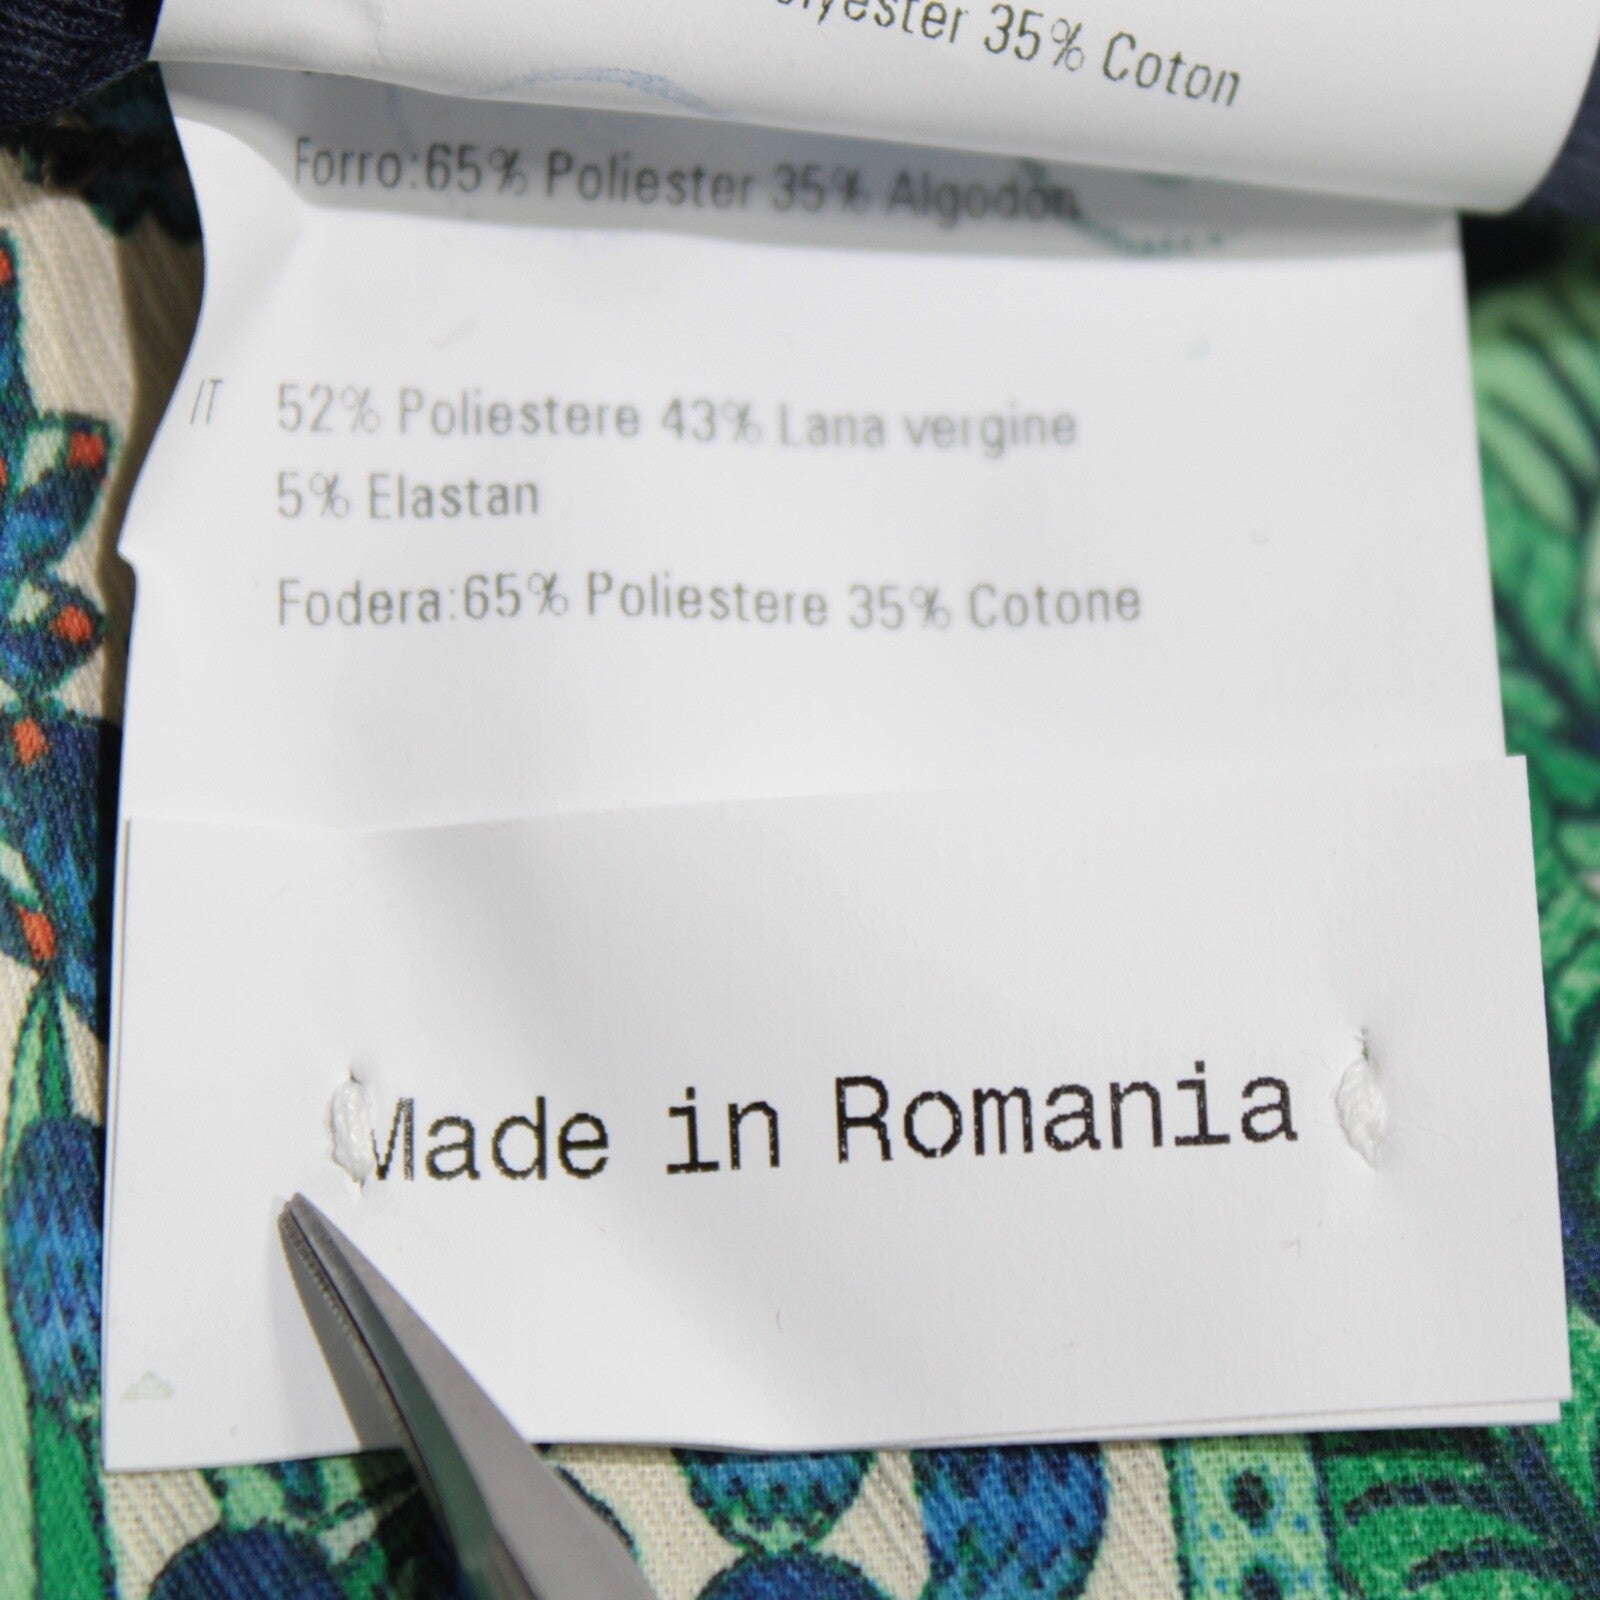 35% Coton
Forro:65% Poliester 35% Algodón
IT 52% Poliestere 43% Lana vergine
5% Elastan
Fodera:65% Poliestere 35% Cotone
Made in Romania